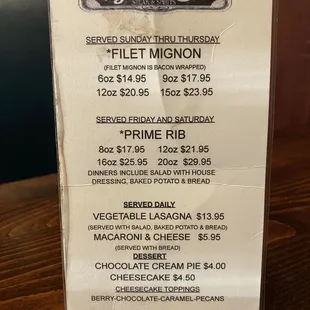 SERVED SUNDAY THRU THURSDAY
*FILET MIGNON
(FILET MIGNON IS BACON WRAPPED)
6oz $14.95 9oz $17.95
12oz $20.95 15oz $23.95
SERVED FRIDAY AND SATURDAY
*PRIME RIB
8oz $17.95 12oz $21.95
16oz $25.95 20oz $29.95
DINNERS INCLUDE SALAD WITH HOUSE
DRESSING, BAKED POTATO & BREAD
SERVED DAILY
VEGETABLE LASAGNA $13.95
(SERVED WITH SALAD, BAKED POTATO & BREAD)
MACARONI & CHEESE $5.95
(SERVED WITH BREAD)
DESSERT
CHOCOLATE CREAM PIE $4.00
CHEESECAKE $4.50
CHEESECAKE TOPPINGS
BERRY-CHOCOLATE-CARAMEL-PECANS